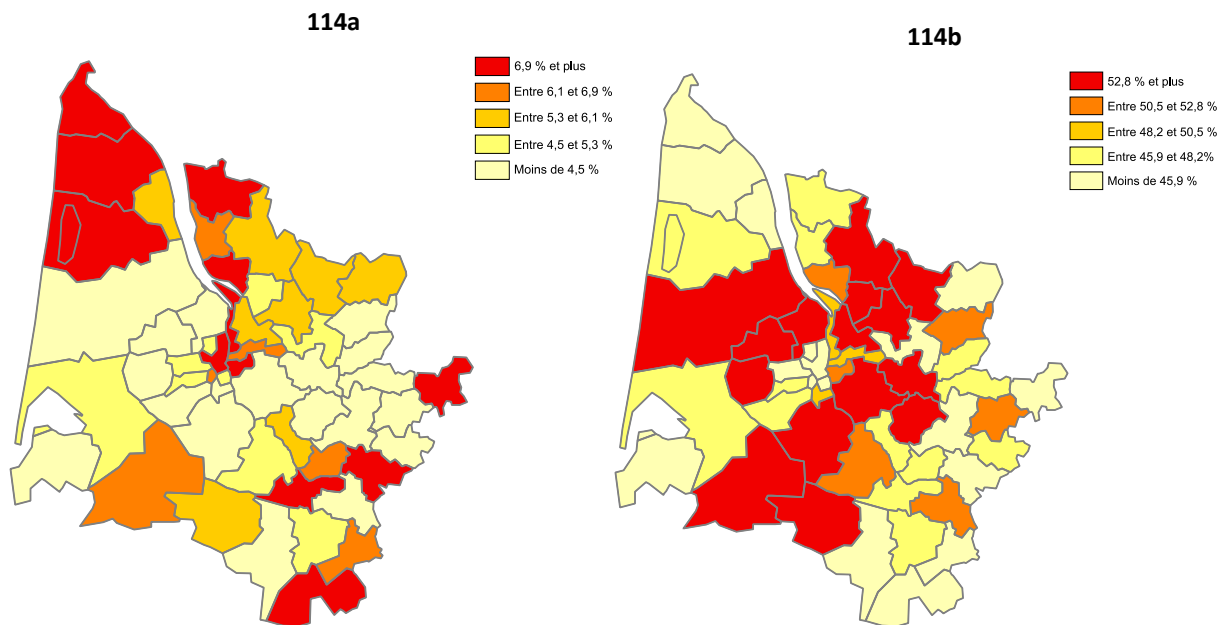 114a
6,9 % et plus
Entre 6,1 et 6,9 %
Entre 5,3 et 6,1 %
Entre 4,5 et 5,3 %
Moins de 4,5 %
114b
52,8 % et plus
Entre 50,5 et 52,8 %
Entre 48,2 et 50,5 %
Entre 45,9 et 48,2%
Moins de 45,9 %